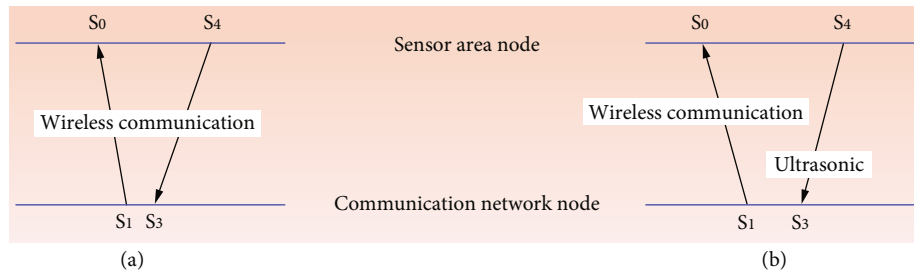 S0 S4
Sensor area node
S0 S4
Wireless communication
Wireless communication
Ultrasonic
Communication network node
S1 S3
S1 S3
(a)
(b)